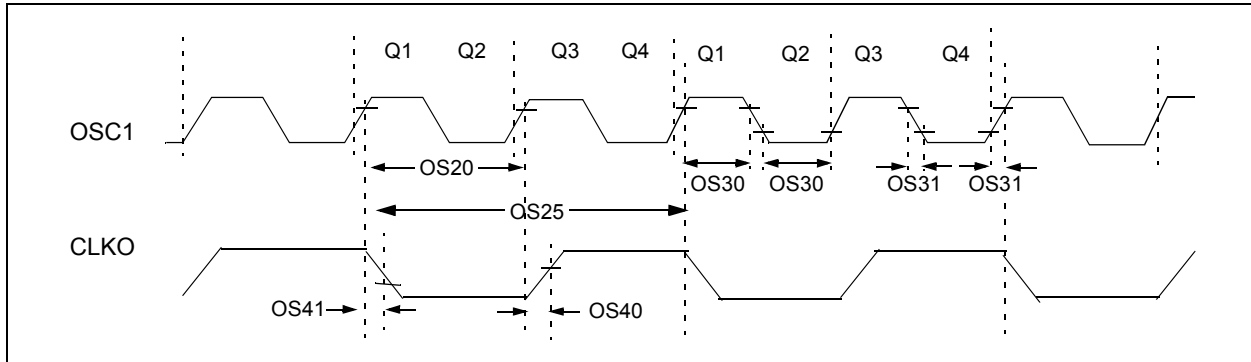 Q1 Q2 Q3 Q4 Q1 Q2 Q3 Q4
OSC1
OS20 OS30 OS30 OS31 OS31
OS25
CLKO
OS41 OS40